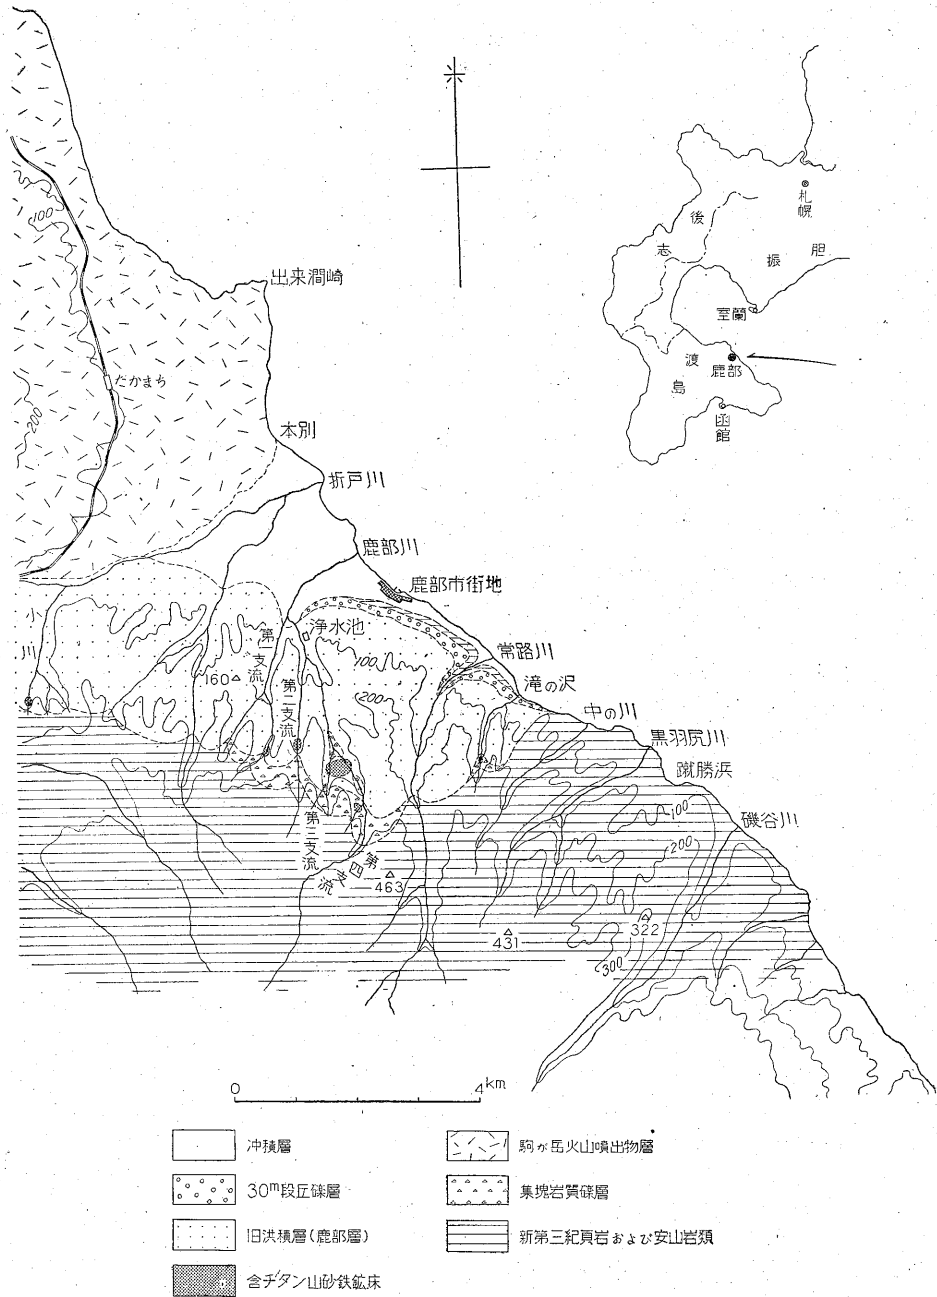 札幌
後志
胆振
室蘭
渡島
鹿部
函館
100
出来澗崎
たかまち
200
本別
折戸川
鹿部川
鹿部市街地
小川
第一支流
浄水池
100
常路川
160
第二支流
200
滝の沢
中の川
黒羽尻川
蹴勝浜
100
磯谷川
200
第三支流
第四支流
463
431
322
300
0 4km
冲積層
駒が岳火山噴出物層
30m段丘礫層
集塊岩質礫層
旧洪積層(鹿部層)
新第三紀頁岩および安山岩類
含チタン山砂鉄鉱床